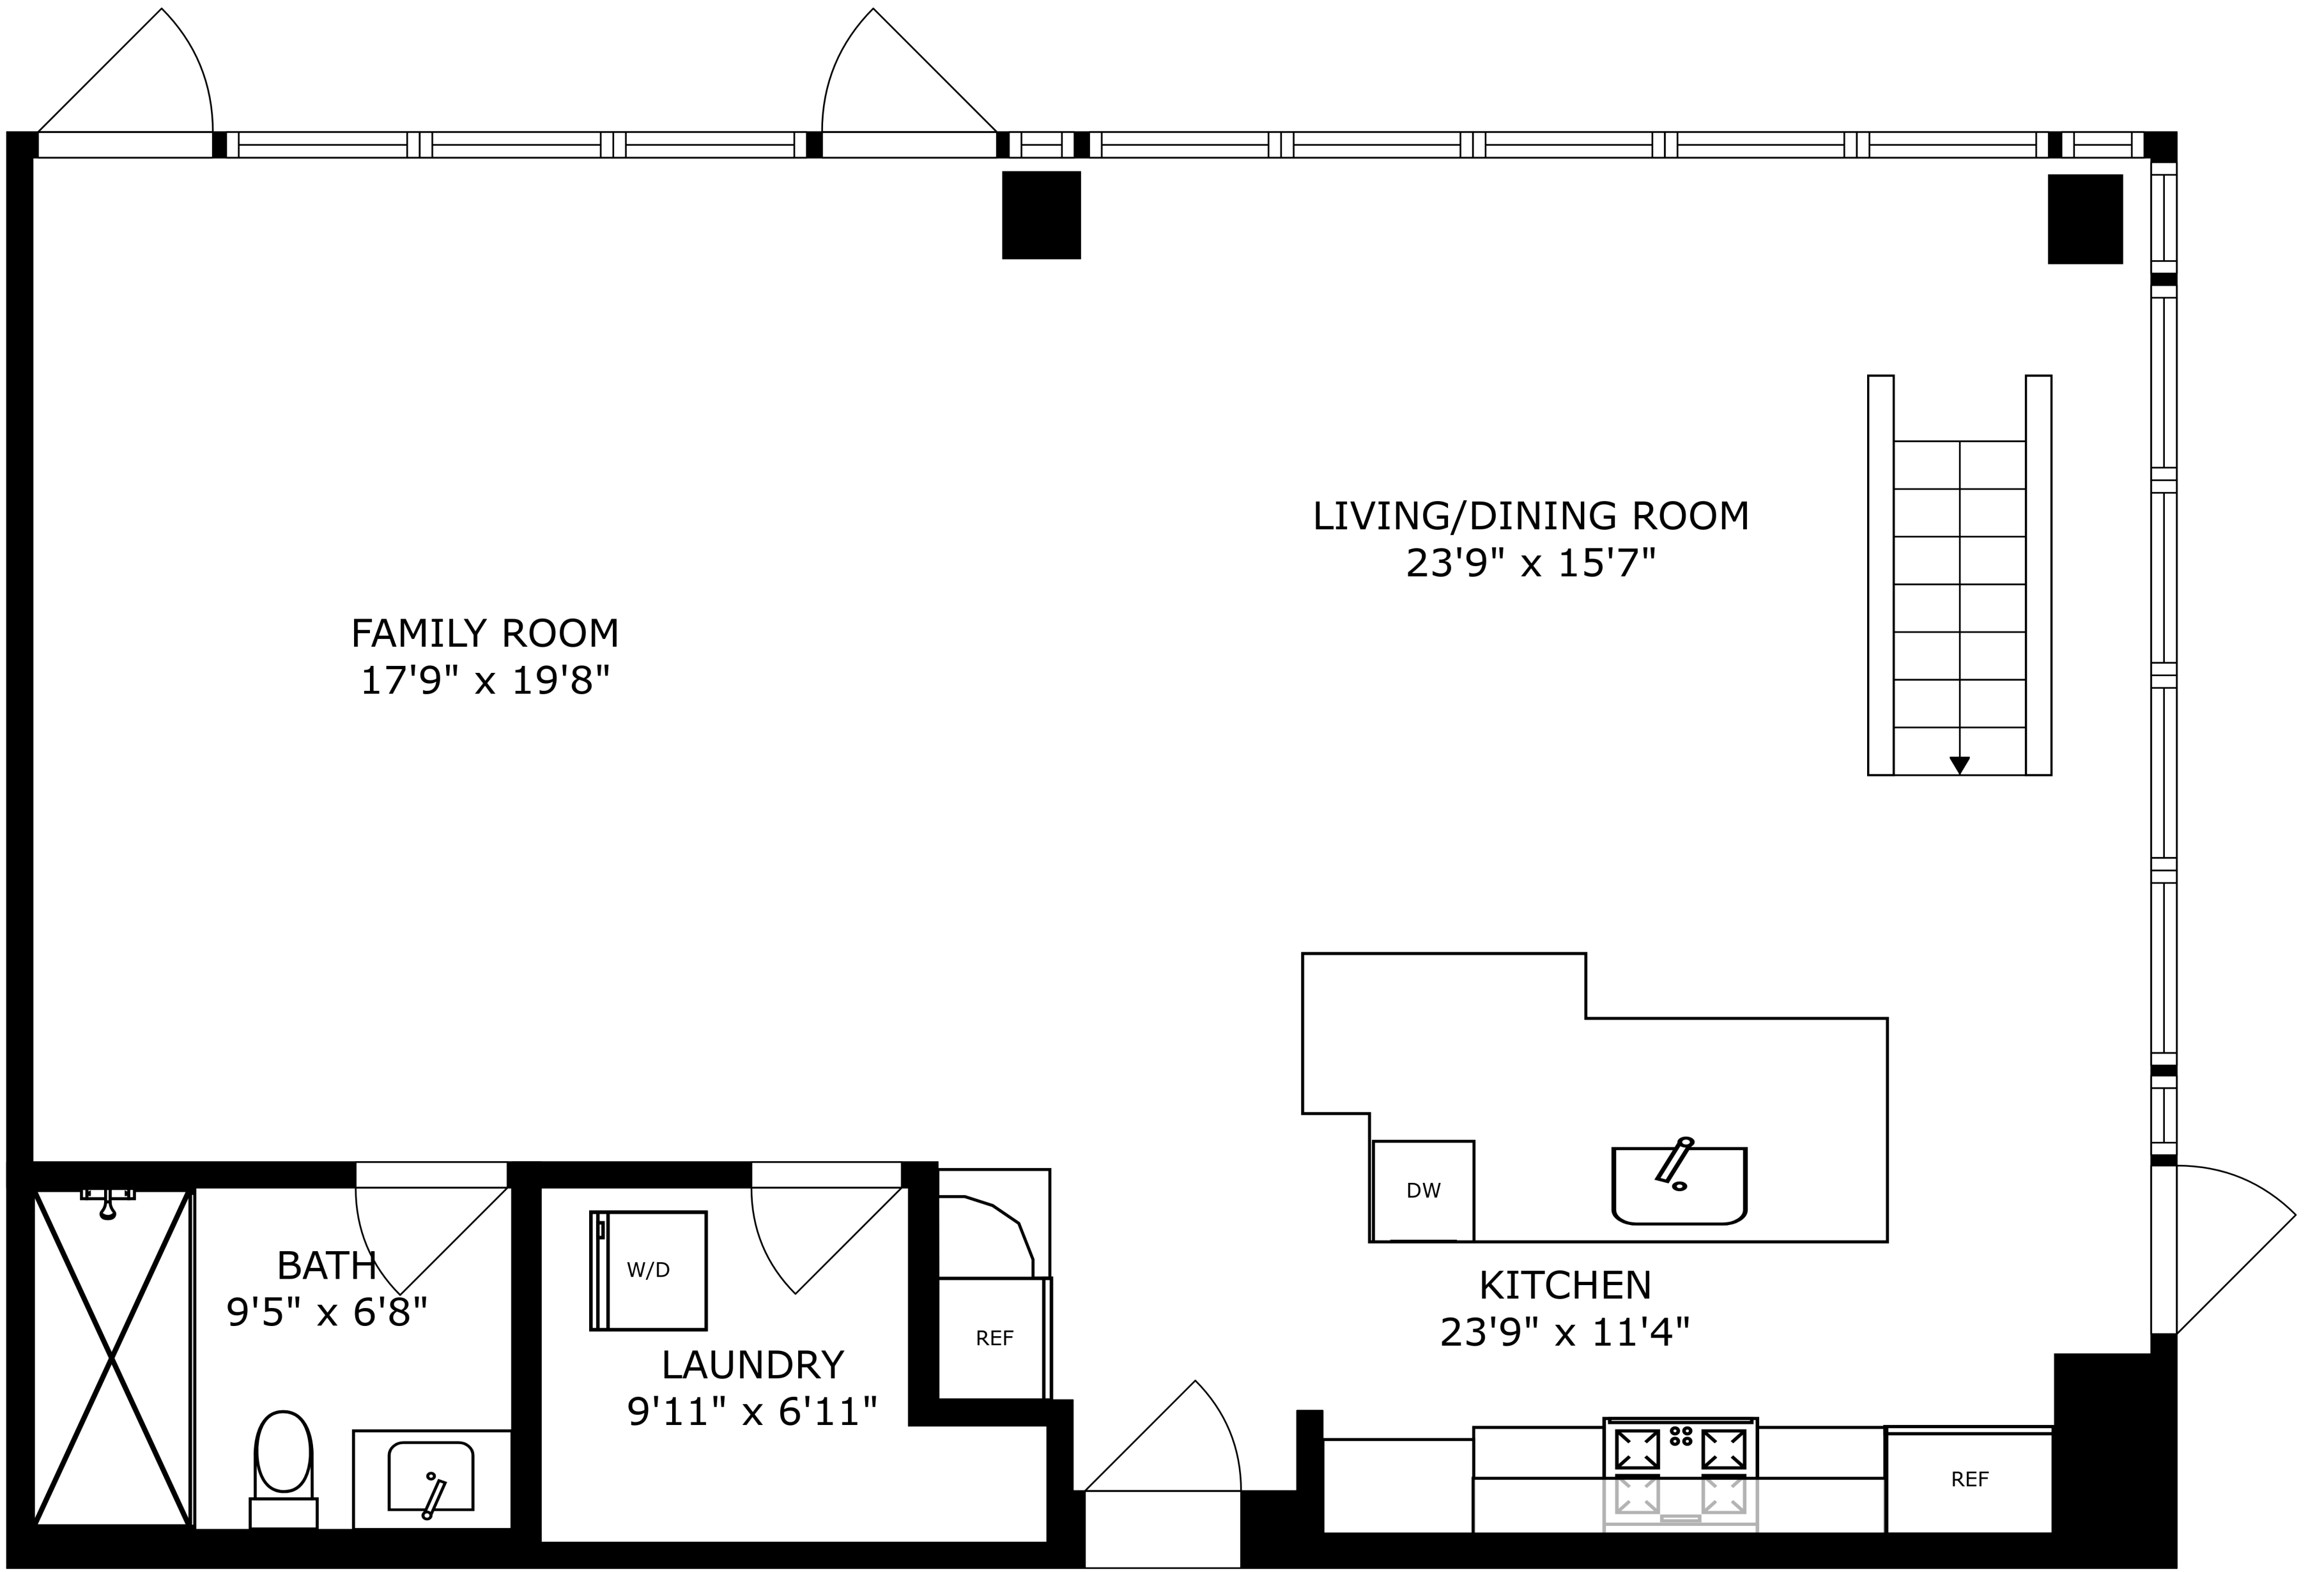 LIVING/DINING ROOM
23'9" x 15'7"
FAMILY ROOM
17'9" x 19'8"
DW
BATH
9'5" x 6'8"
W/D
KITCHEN
23'9" x 11'4"
REF
LAUNDRY
9'11" x 6'11"
REF